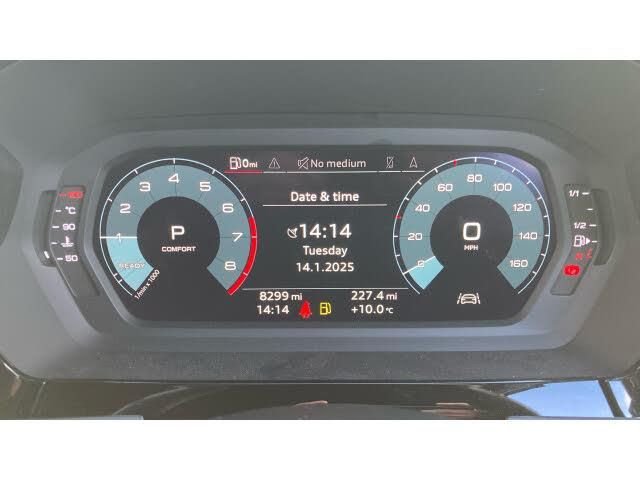 0mi
No medium
Date & time
14:14
Tuesday
14.1.2025
8299 mi
227.4 mi
14:14
+10.0 °C
1 2 3 4 5 6 7 8
P
COMFORT
READY
1/min x 1000
0 20 40 60 80 100 120 140 160
0
MPH
°C
90
50
1/1
1/2